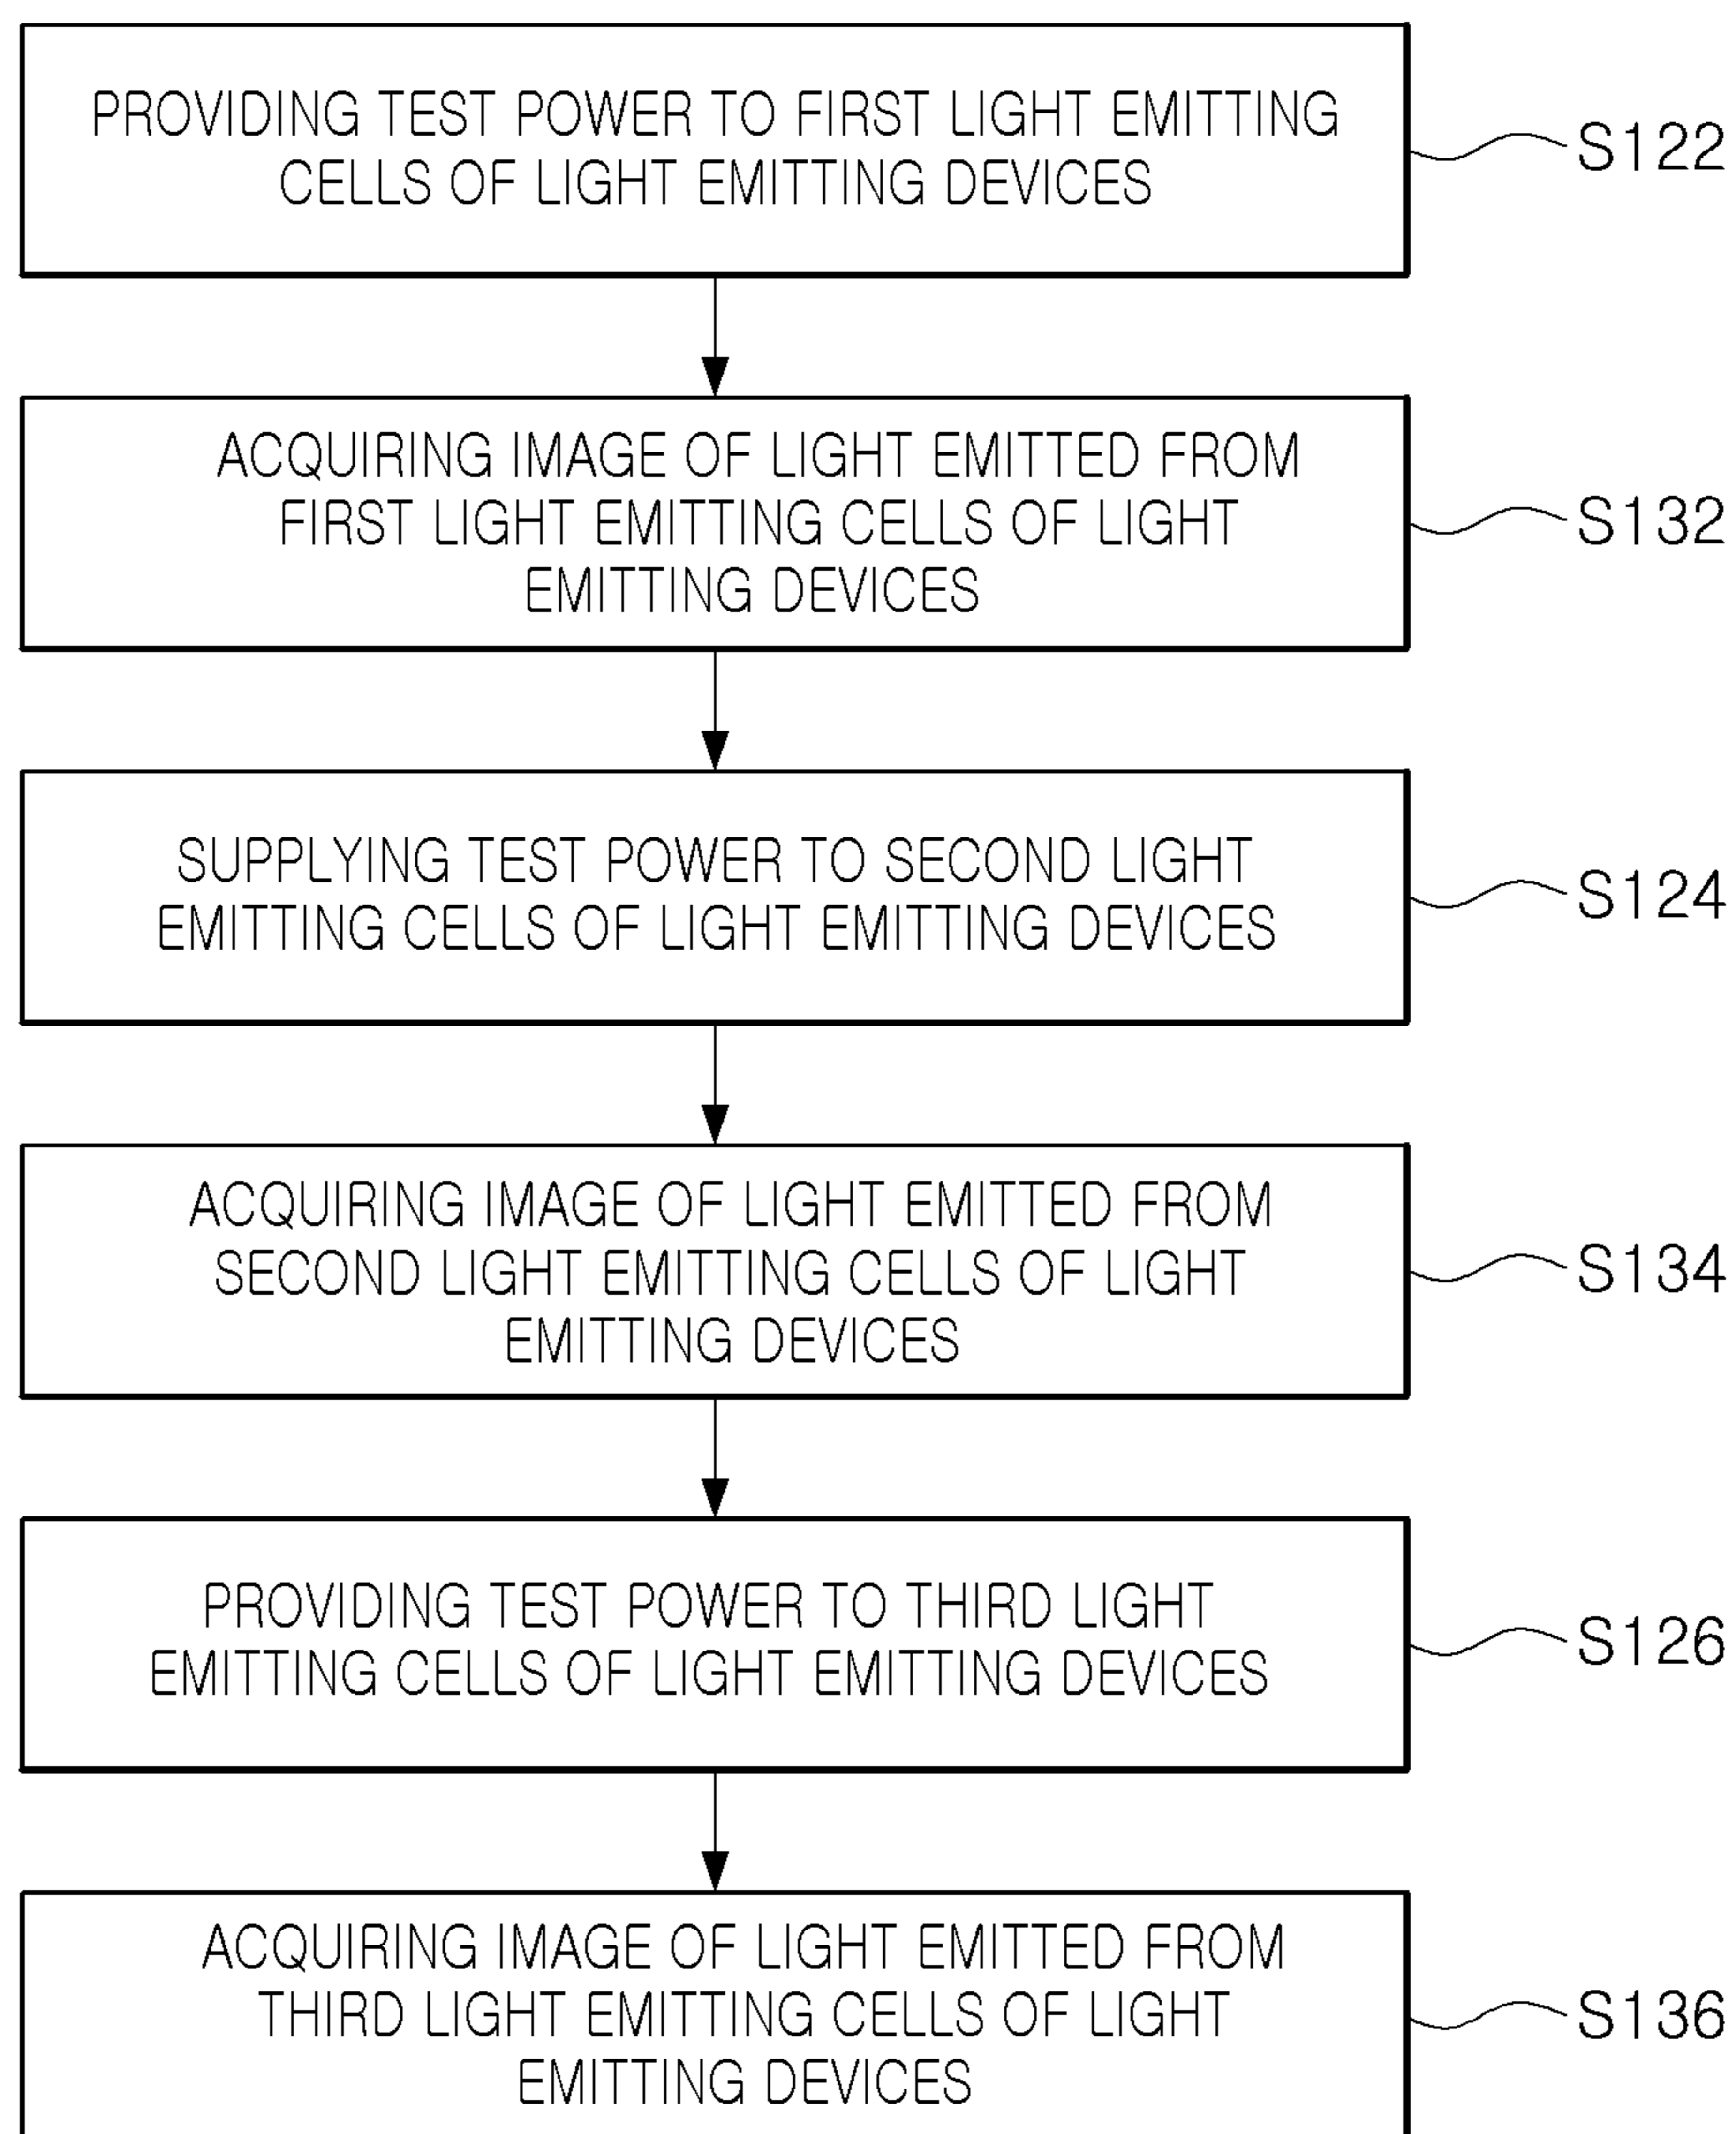 PROVIDING TEST POWER TO FIRST LIGHT EMITTING
CELLS OF LIGHT EMITTING DEVICES
S122
ACQUIRING IMAGE OF LIGHT EMITTED FROM
FIRST LIGHT EMITTING CELLS OF LIGHT
EMITTING DEVICES
S132
SUPPLYING TEST POWER TO SECOND LIGHT
EMITTING CELLS OF LIGHT EMITTING DEVICES
S124
ACQUIRING IMAGE OF LIGHT EMITTED FROM
SECOND LIGHT EMITTING CELLS OF LIGHT
EMITTING DEVICES
S134
PROVIDING TEST POWER TO THIRD LIGHT
EMITTING CELLS OF LIGHT EMITTING DEVICES
S126
ACQUIRING IMAGE OF LIGHT EMITTED FROM
THIRD LIGHT EMITTING CELLS OF LIGHT
EMITTING DEVICES
S136